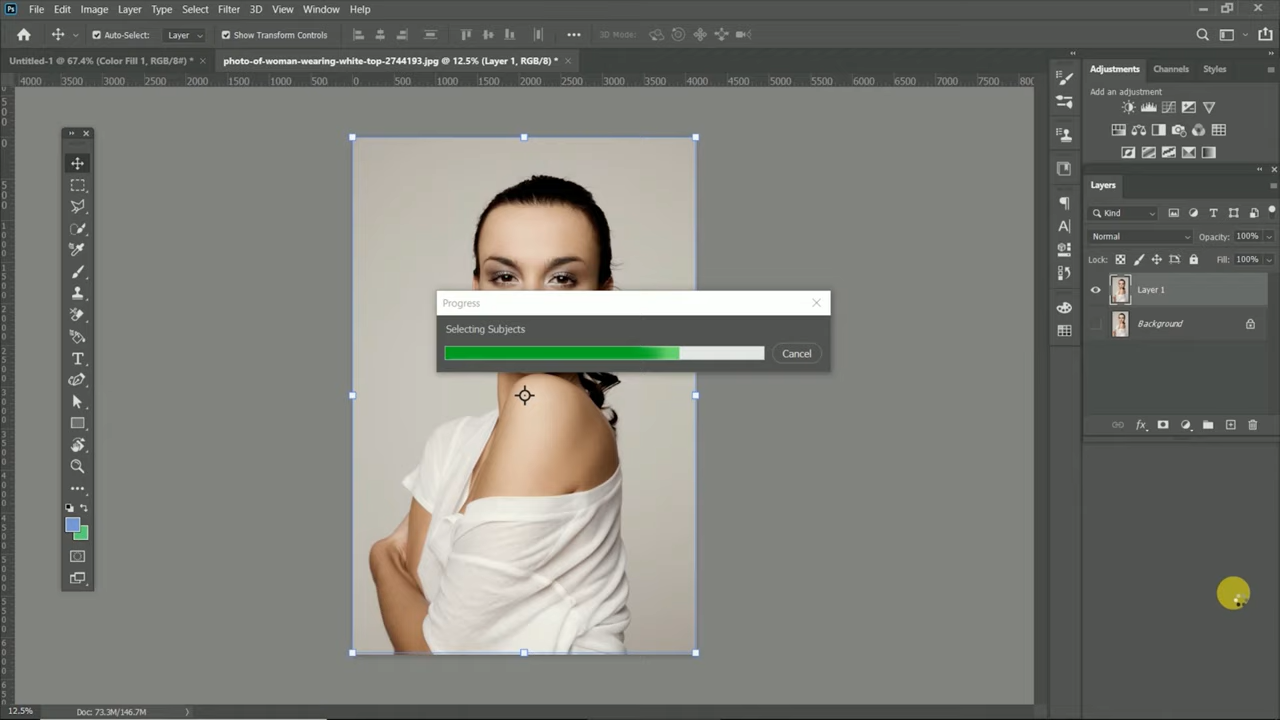 Ps File Edit Image Layer Type Select Filter 3D View Window Help
Auto-Select: Layer Show Transform Controls 3D Mode:
Untitled-1 @ 67.4% (Color Fill 1, RGB/8#) * photo-of-woman-wearing-white-top-2744193.jpg @ 12.5% (Layer 1, RGB/8) *
4000 3500 3000 2500 2000 1500 1000 500 0 500 1000 1500 2000 2500 3000 3500 4000 4500 5000 5500 6000 6500 7000 7500
Adjustments Channels Styles
Add an adjustment
Layers
Kind
Normal Opacity: 100%
Lock: Fill: 100%
Layer 1
Background
Progress
Selecting Subjects
Cancel
12.5% Doc: 73.3M/146.7M